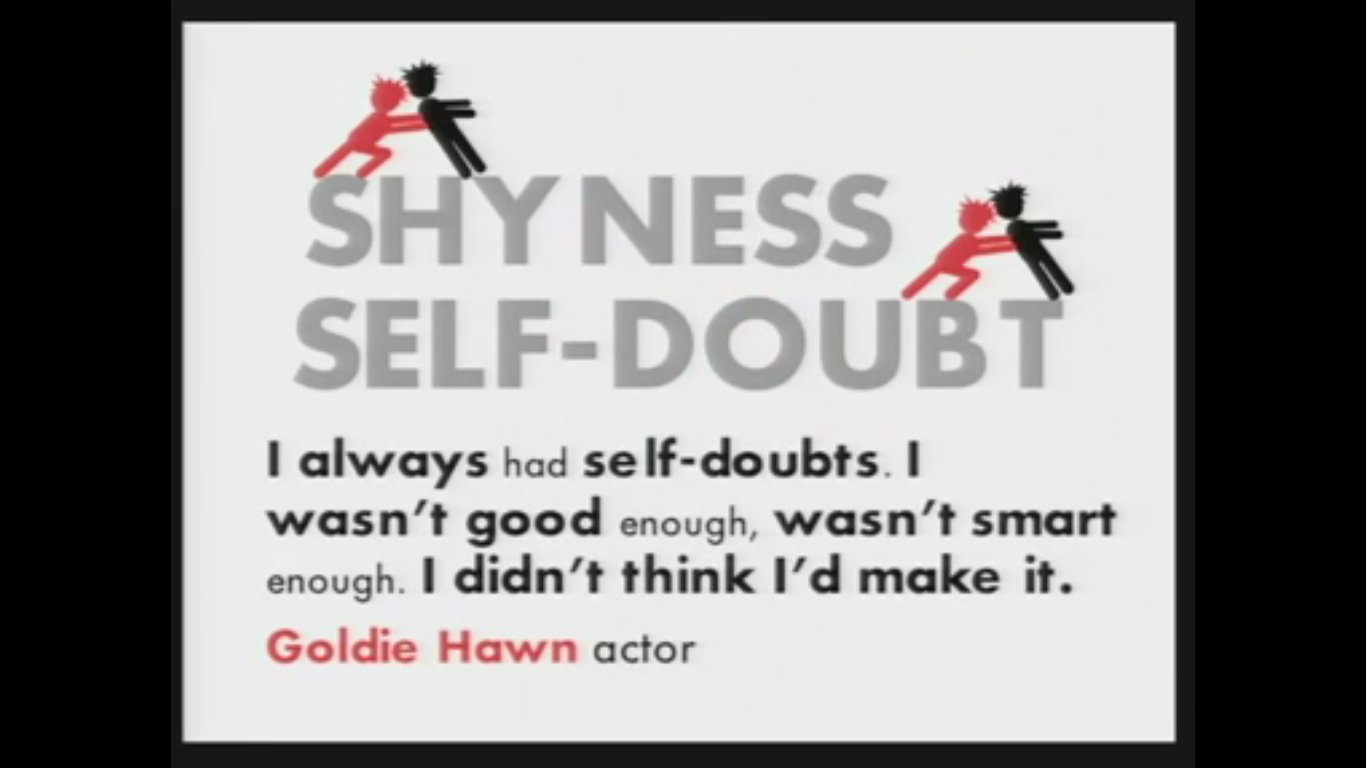 SHYNESS
SELF-DOUBT
I always had self-doubts. I
wasn't good enough, wasn't smart
enough. I didn't think I'd make it.
Goldie Hawn actor